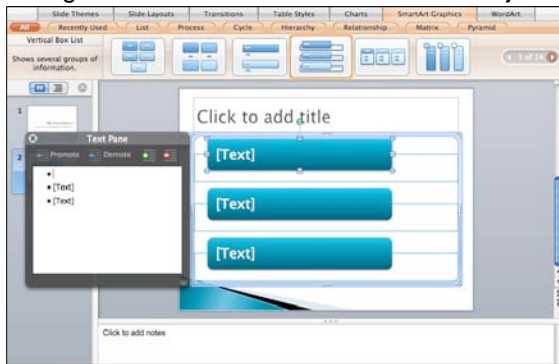 Slide Themes Slide Layouts Transitions Table Styles Charts SmartArt Graphics WordArt
All Recently Used List Process Cycle Hierarchy Relationship Matrix Pyramid
Vertical Box List
Shows several groups of
information.
1 of 14
1
2
Click to add title
Text Pane
Promote Demote
[Text]
[Text]
[Text]
[Text]
[Text]
Click to add notes